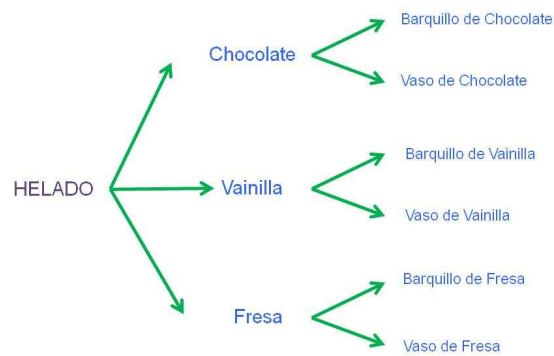 Barquillo de Chocolate
Chocolate
Vaso de Chocolate
Barquillo de Vainilla
HELADO
Vainilla
Vaso de Vainilla
Barquillo de Fresa
Fresa
Vaso de Fresa